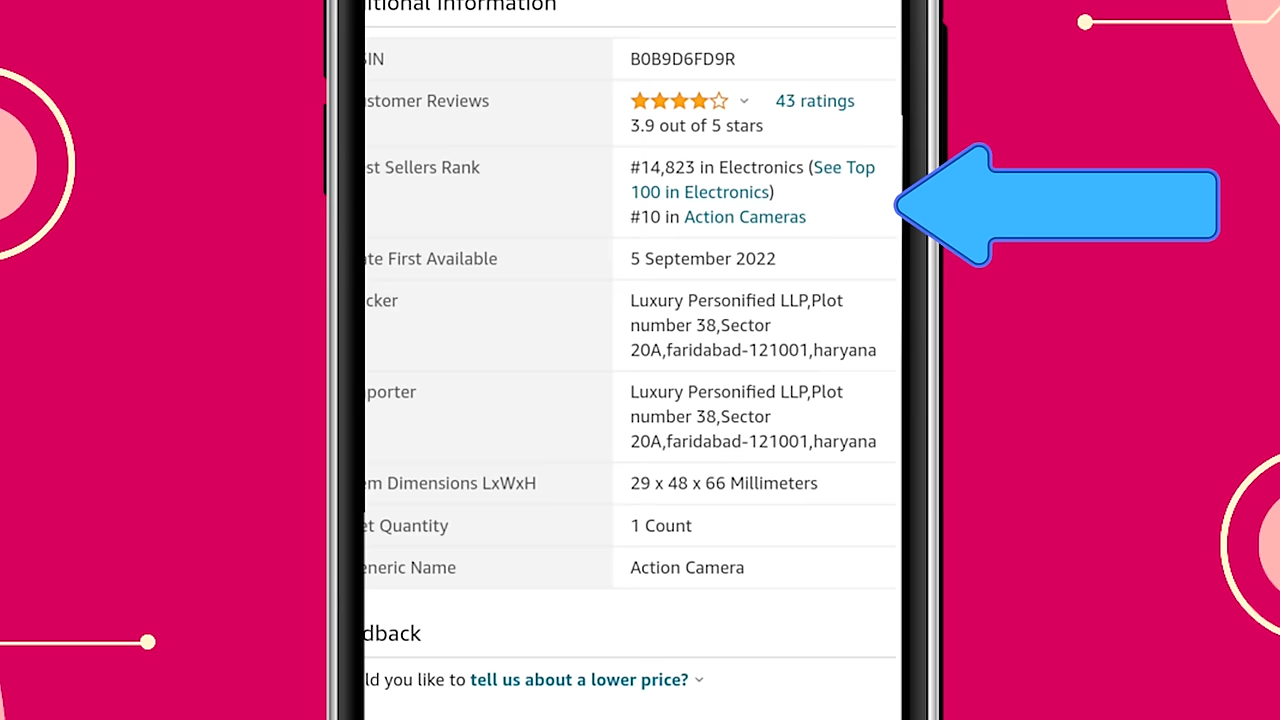 itional Information
SIN B0B9D6FD9R
ustomer Reviews 43 ratings
3.9 out of 5 stars
st Sellers Rank #14,823 in Electronics (See Top
100 in Electronics)
#10 in Action Cameras
te First Available 5 September 2022
cker Luxury Personified LLP,Plot
number 38,Sector
20A,faridabad-121001,haryana
porter Luxury Personified LLP,Plot
number 38,Sector
20A,faridabad-121001,haryana
em Dimensions LxWxH 29 x 48 x 66 Millimeters
et Quantity 1 Count
eneric Name Action Camera
dback
ld you like to tell us about a lower price?